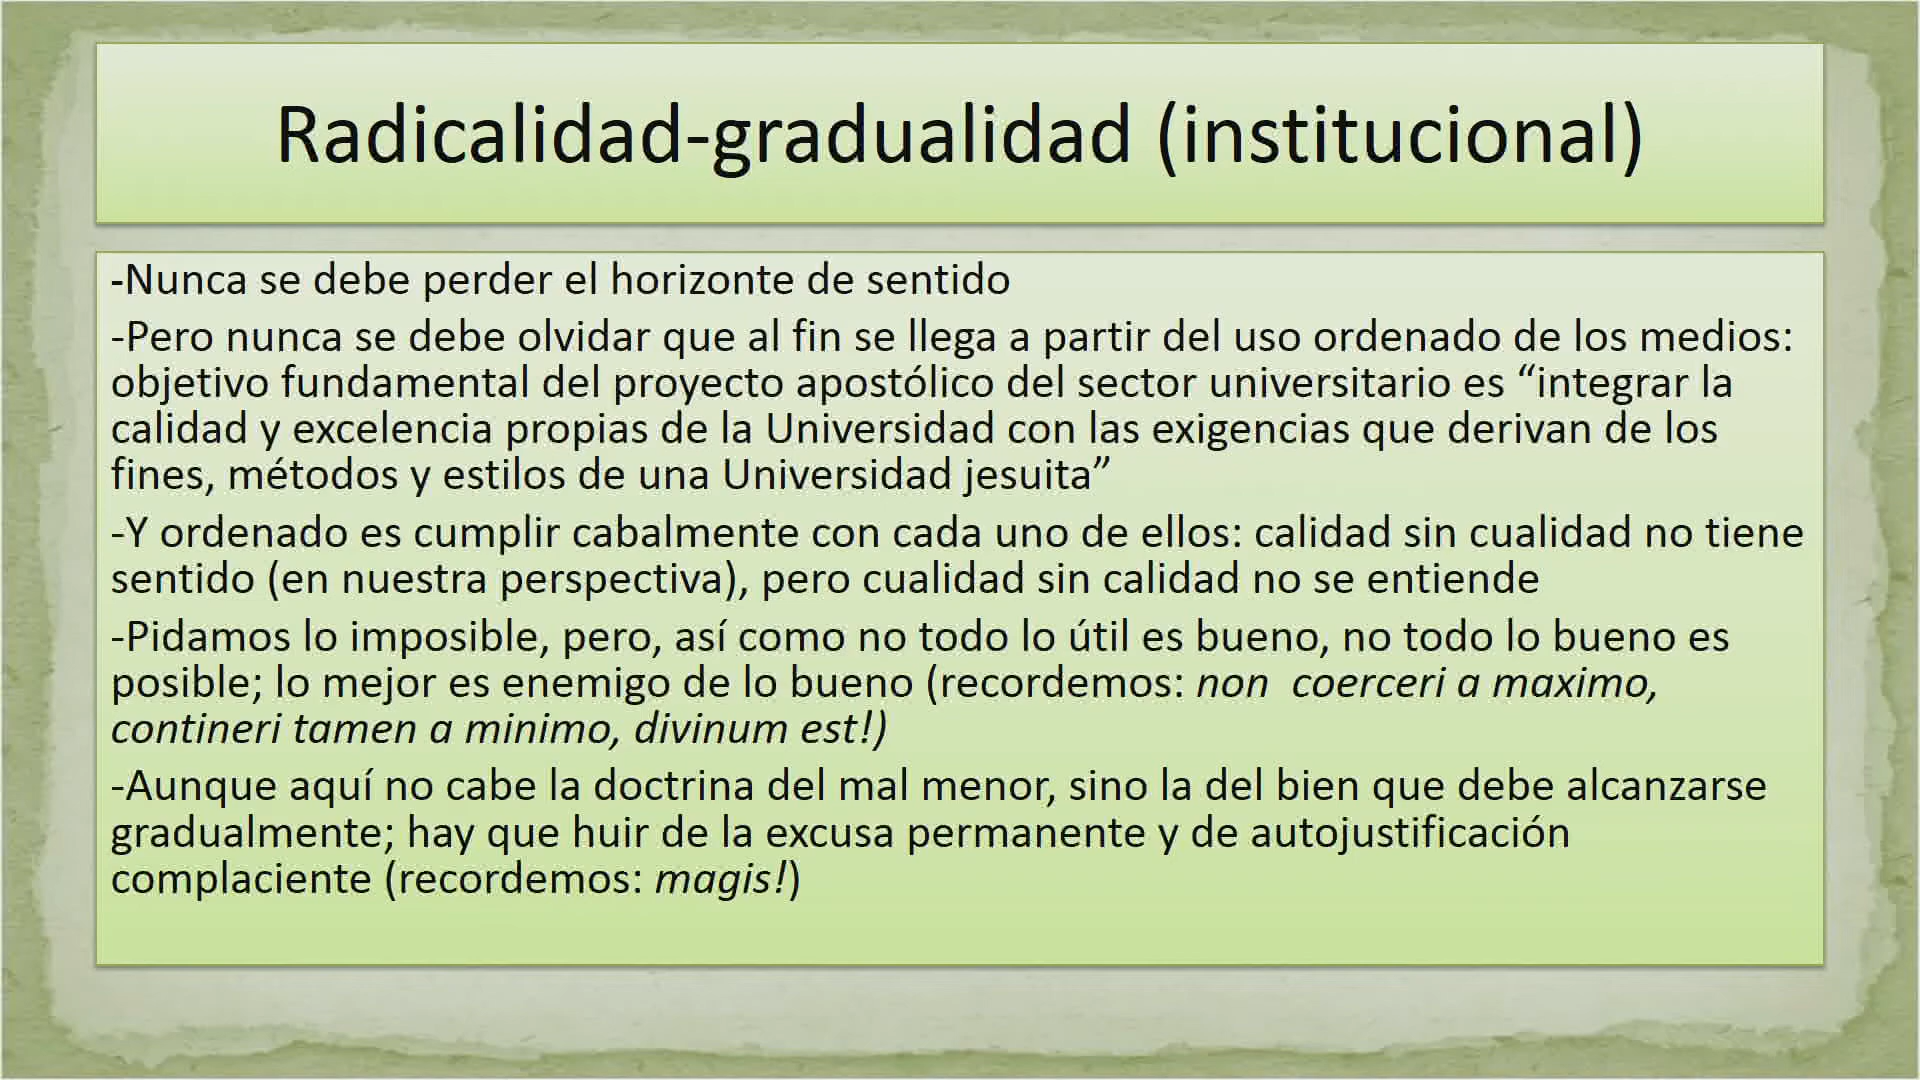 Radicalidad-gradualidad (institucional)
-Nunca se debe perder el horizonte de sentido
-Pero nunca se debe olvidar que al fin se llega a partir del uso ordenado de los medios:
objetivo fundamental del proyecto apostólico del sector universitario es “integrar la
calidad y excelencia propias de la Universidad con las exigencias que derivan de los
fines, métodos y estilos de una Universidad jesuita”
-Y ordenado es cumplir cabalmente con cada uno de ellos: calidad sin cualidad no tiene
sentido (en nuestra perspectiva), pero cualidad sin calidad no se entiende
-Pidamos lo imposible, pero, así como no todo lo útil es bueno, no todo lo bueno es
posible; lo mejor es enemigo de lo bueno (recordemos: non  coerceri a maximo,
contineri tamen a minimo, divinum est!)
-Aunque aquí no cabe la doctrina del mal menor, sino la del bien que debe alcanzarse
gradualmente; hay que huir de la excusa permanente y de autojustificación
complaciente (recordemos: magis!)